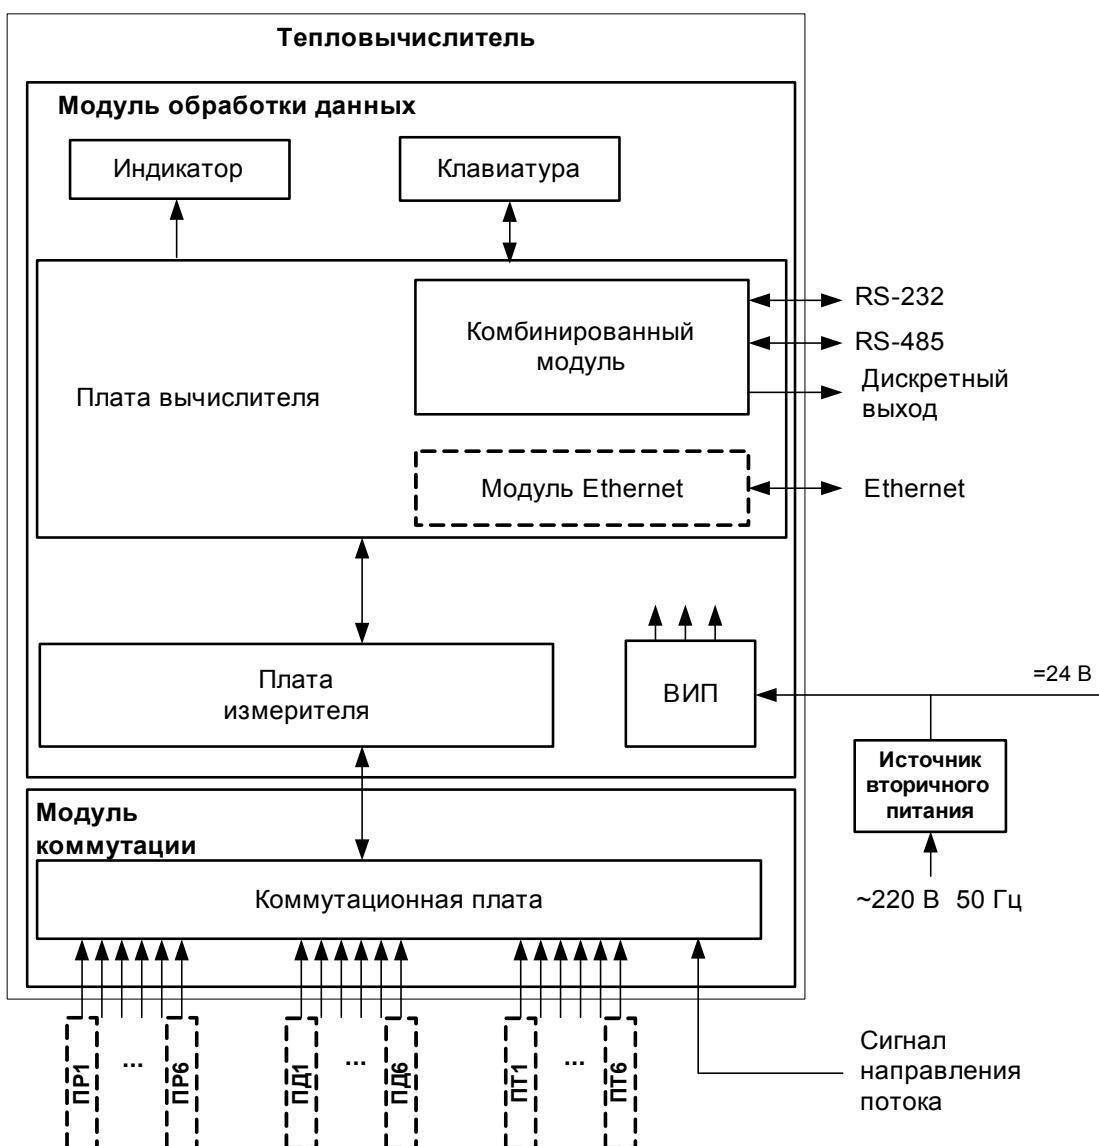 Тепловычислитель
Модуль обработки данных
Индикатор
Клавиатура
Комбинированный
модуль
Плата вычислителя
Модуль Ethernet
RS-232
RS-485
Дискретный
выход
Ethernet
Плата
измерителя
ВИП
=24 В
Источник
вторичного
питания
~220 В 50 Гц
Модуль
коммутации
Коммутационная плата
ПР1
...
ПР6
ПД1
...
ПД6
ПТ1
...
ПТ6
Сигнал
направления
потока